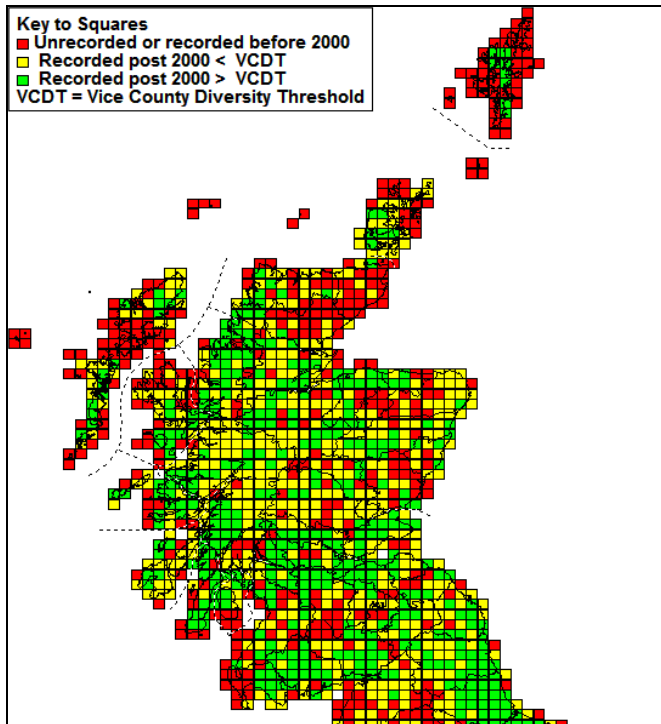 Key to Squares
Unrecorded or recorded before 2000
Recorded post 2000 < VCDT
Recorded post 2000 > VCDT
VCDT = Vice County Diversity Threshold